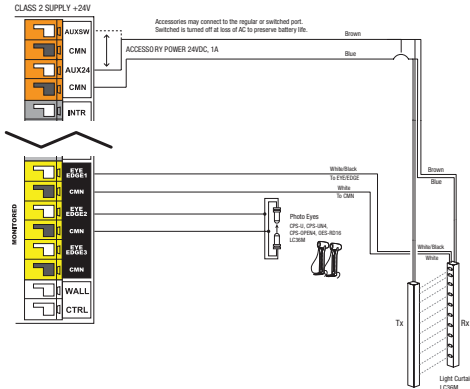 CLASS 2 SUPPLY +24V
Accessories may connect to the regular or switched port.
Switched is turned off at loss of AC to preserve battery life.
AUXSW
Brown
CMN
ACCESSORY POWER 24VDC, 1A
Blue
AUX24
CMN
INTR
MONITORED
EYE
EDGE1
White/Black
To EYE/EDGE
Brown
Blue
CMN
White
To CMN
EYE
EDGE2
Photo Eyes
CPS-U, CPS-UN4,
CPS-OPEN4, OES-RD16
LC36M
CMN
EYE
EDGE3
White/Black
White
CMN
WALL
CTRL
Tx
Rx
Light Curtain
LC36M